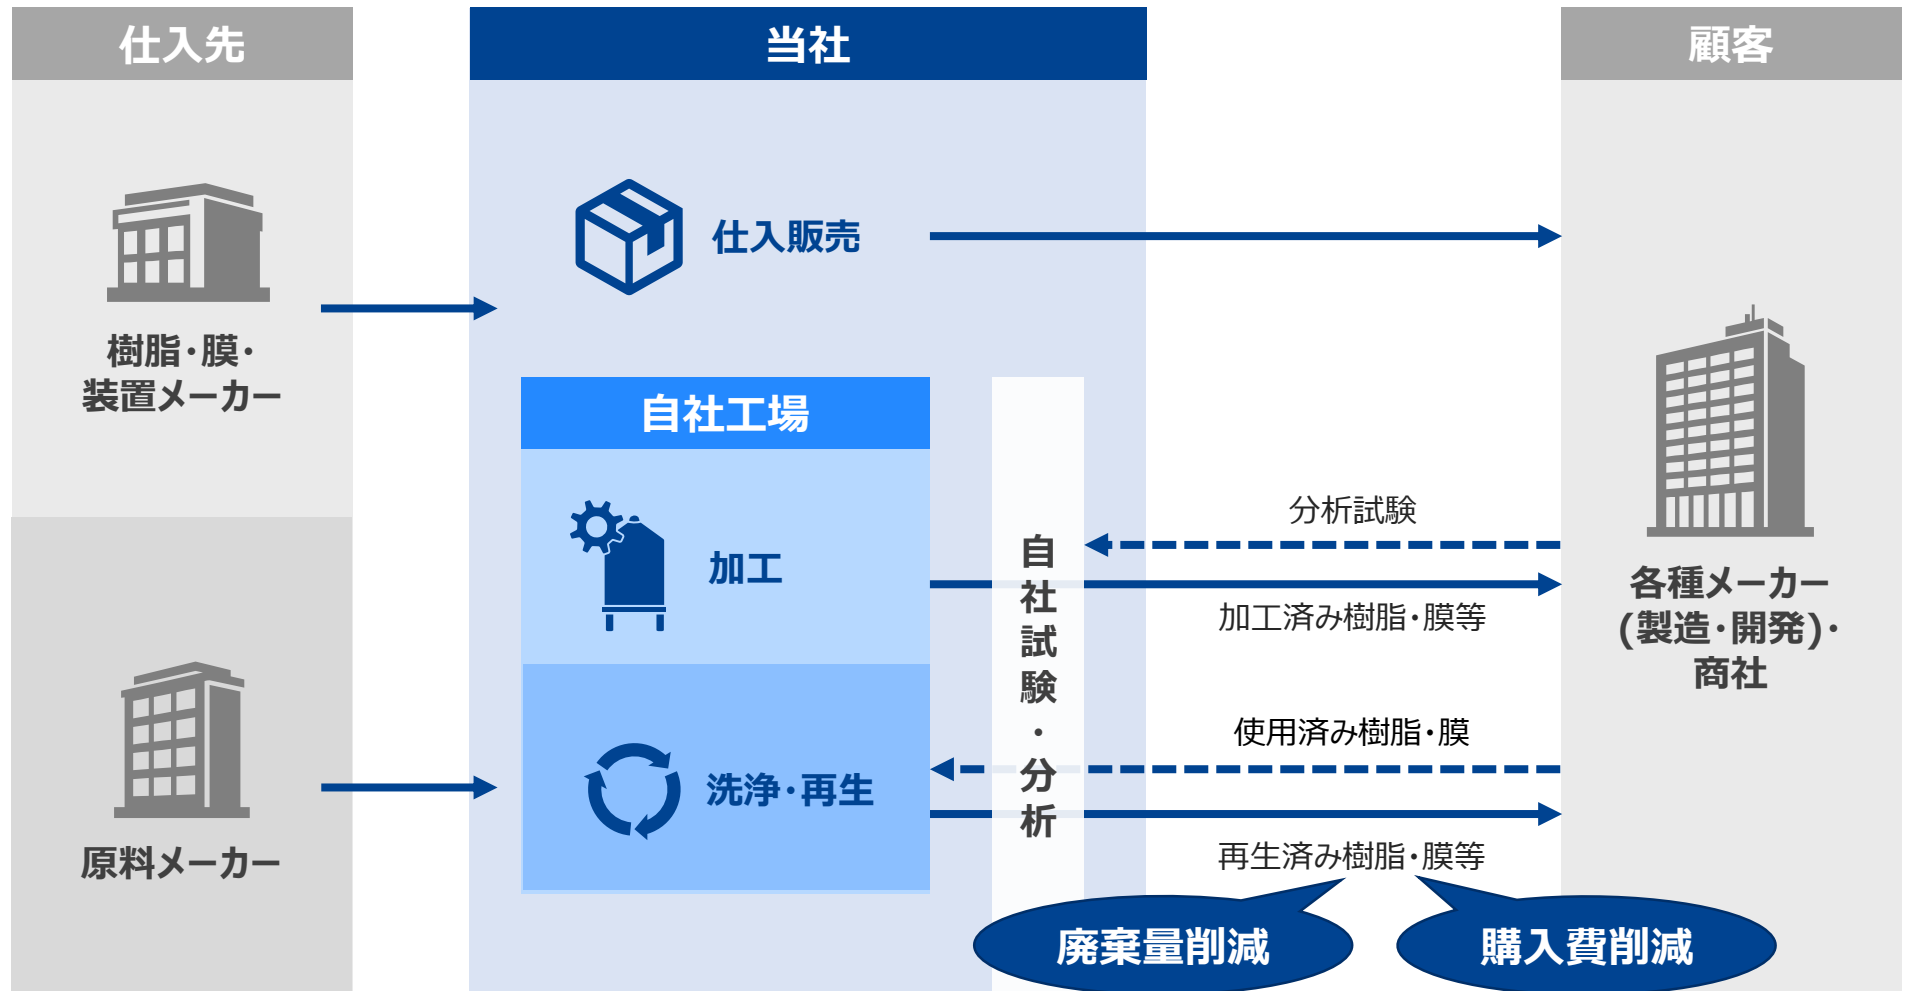 仕入先
当社
顧客
樹脂・膜・
装置メーカー
原料メーカー
仕入販売
自社工場
加工
洗浄・再生
自社試験・分析
分析試験
加工済み樹脂・膜等
使用済み樹脂・膜
再生済み樹脂・膜等
廃棄量削減
購入費削減
各種メーカー
(製造・開発)・
商社